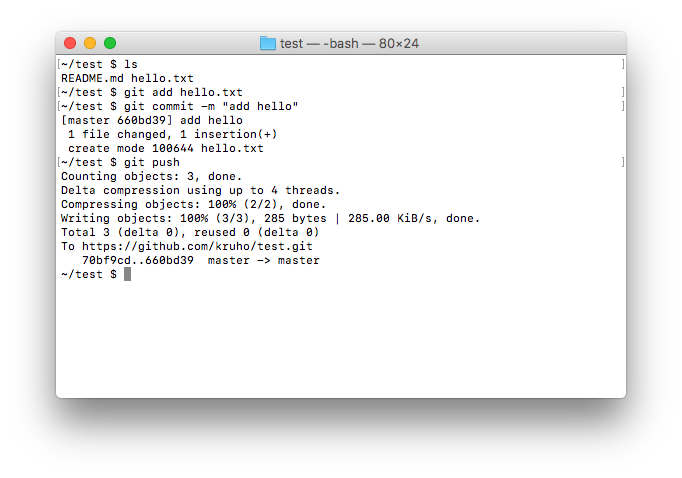 test — -bash — 80×24
[~/test $ ls ]
README.md hello.txt
[~/test $ git add hello.txt ]
[~/test $ git commit -m "add hello" ]
[master 660bd39] add hello
 1 file changed, 1 insertion(+)
 create mode 100644 hello.txt
[~/test $ git push ]
Counting objects: 3, done.
Delta compression using up to 4 threads.
Compressing objects: 100% (2/2), done.
Writing objects: 100% (3/3), 285 bytes | 285.00 KiB/s, done.
Total 3 (delta 0), reused 0 (delta 0)
To https://github.com/kruho/test.git
   70bf9cd..660bd39  master -> master
~/test $